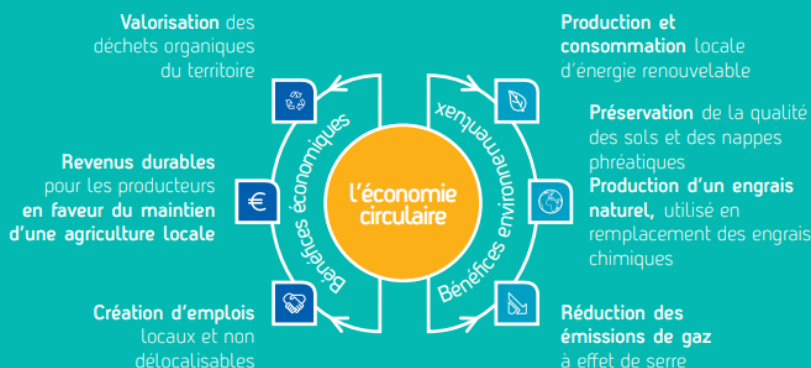 Valorisation des
déchets organiques
du territoire
Revenus durables
pour les producteurs
en faveur du maintien
d'une agriculture locale
€
Création d'emplois
locaux et non
délocalisables
Bénéfices économiques
l'économie
circulaire
Bénéfices environnementaux
Production et
consommation locale
d'énergie renouvelable
Préservation de la qualité
des sols et des nappes
phréatiques
Production d'un engrais
naturel, utilisé en
remplacement des engrais
chimiques
Réduction des
émissions de gaz
à effet de serre